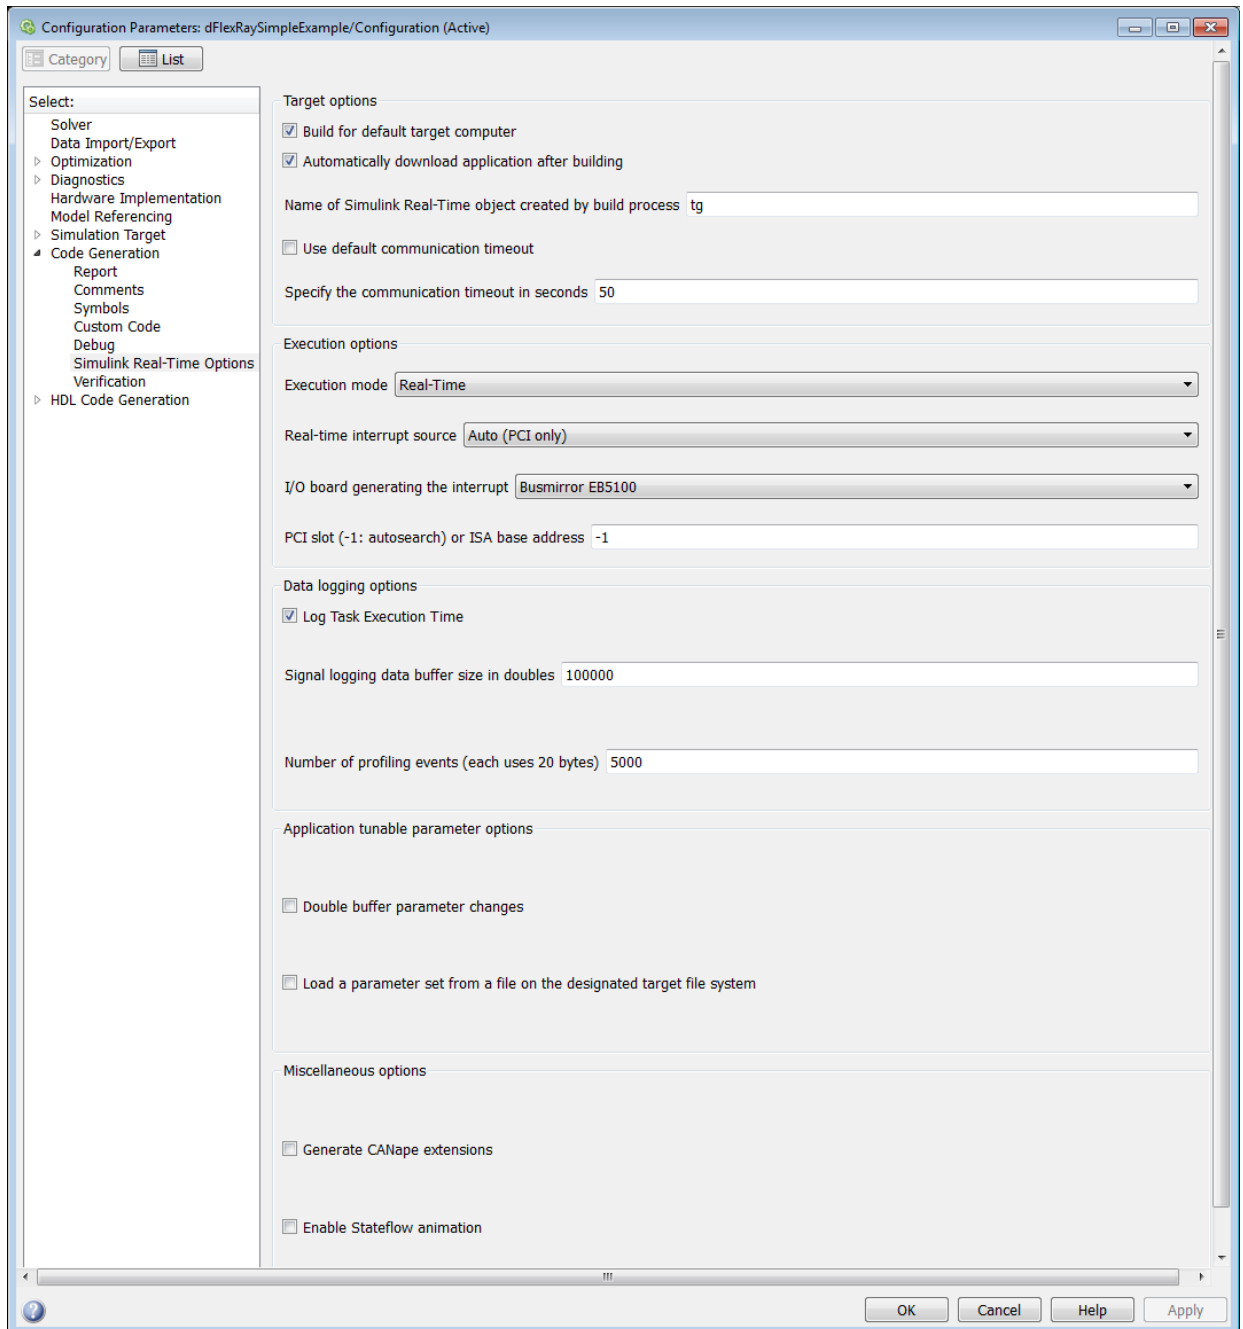 Configuration Parameters: dFlexRaySimpleExample/Configuration (Active)
Category
List
Select:
Solver
Data Import/Export
Optimization
Diagnostics
Hardware Implementation
Model Referencing
Simulation Target
Code Generation
Report
Comments
Symbols
Custom Code
Debug
Simulink Real-Time Options
Verification
HDL Code Generation
Target options
Build for default target computer
Automatically download application after building
Name of Simulink Real-Time object created by build process tg
Use default communication timeout
Specify the communication timeout in seconds 50
Execution options
Execution mode Real-Time
Real-time interrupt source Auto (PCI only)
I/O board generating the interrupt Busmirror EB5100
PCI slot (-1: autosearch) or ISA base address -1
Data logging options
Log Task Execution Time
Signal logging data buffer size in doubles 100000
Number of profiling events (each uses 20 bytes) 5000
Application tunable parameter options
Double buffer parameter changes
Load a parameter set from a file on the designated target file system
Miscellaneous options
Generate CANape extensions
Enable Stateflow animation
OK Cancel Help Apply